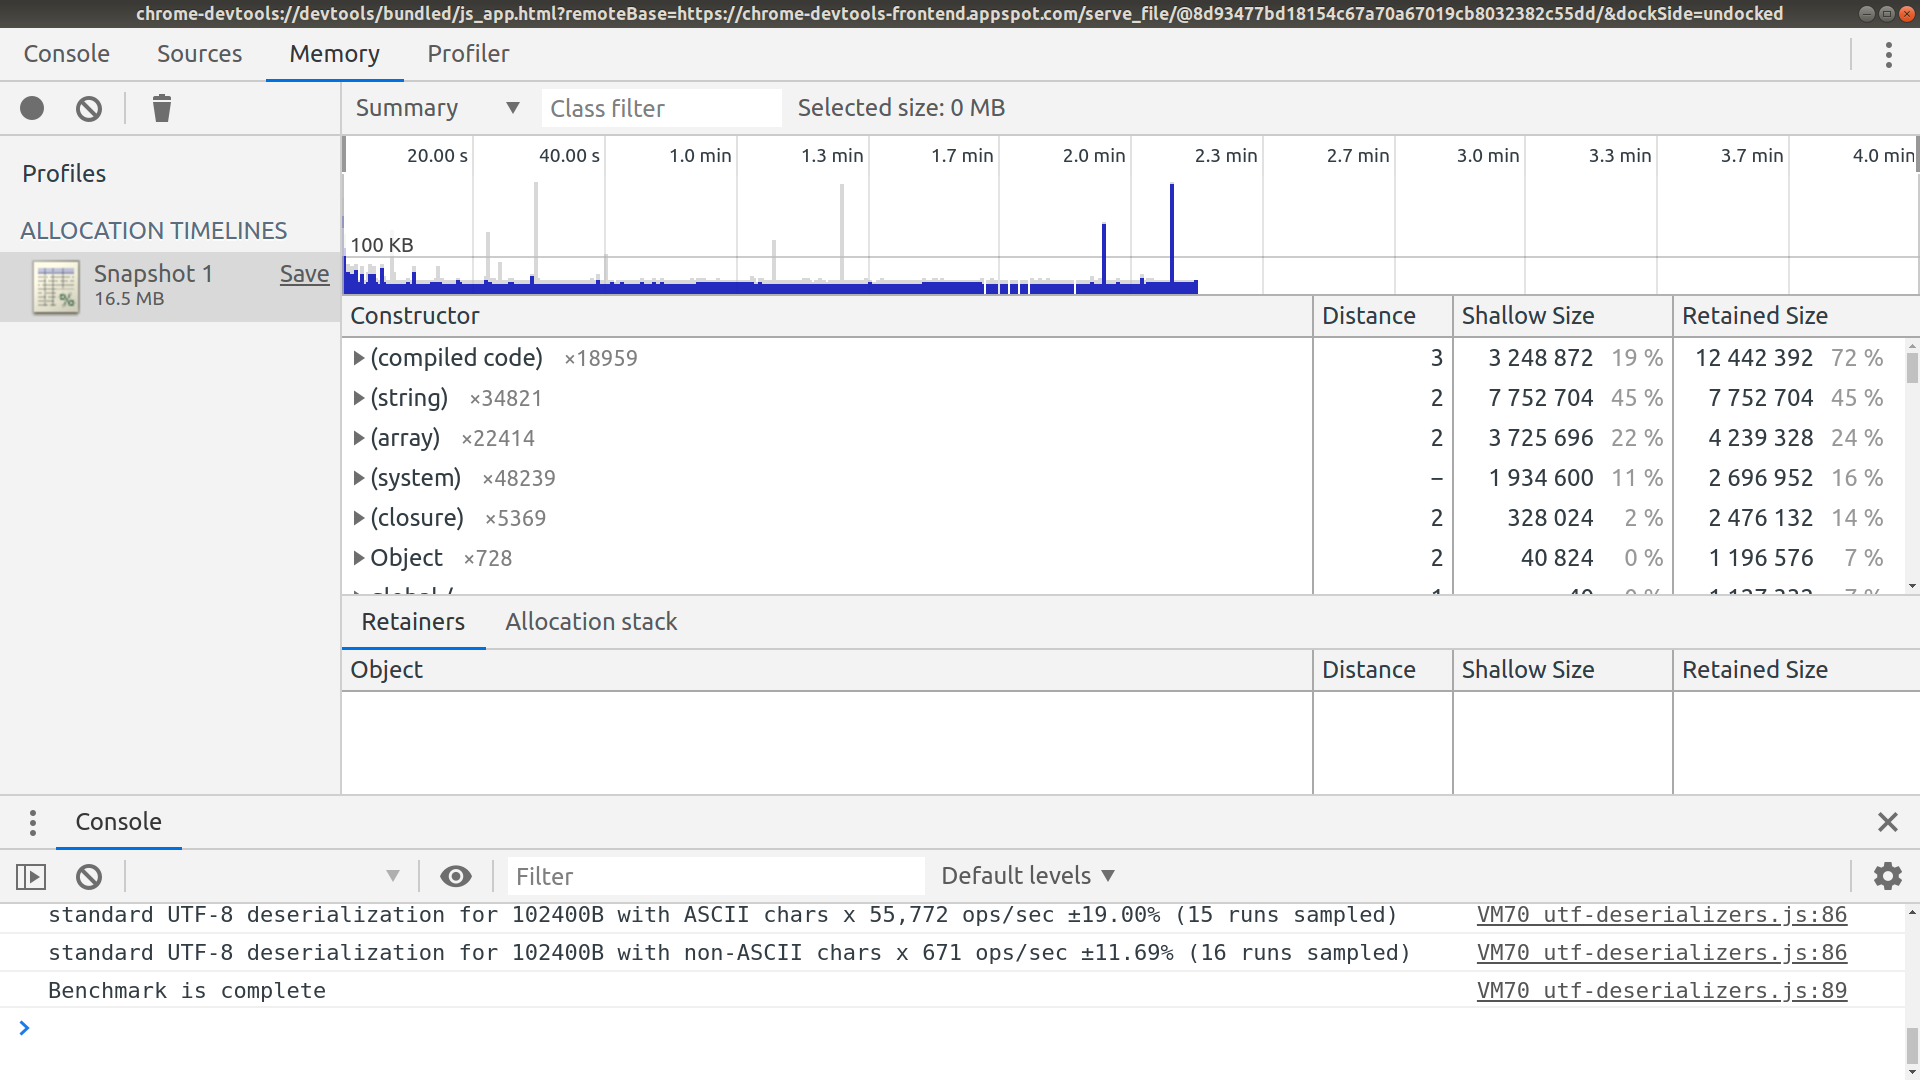 chrome-devtools://devtools/bundled/js_app.html?remoteBase=https://chrome-devtools-frontend.appspot.com/serve_file/@8d93477bd18154c67a70a67019cb8032382c55dd/&dockSide=undocked
Console Sources Memory Profiler
Summary ▼ Class filter Selected size: 0 MB
Profiles
ALLOCATION TIMELINES
Snapshot 1 Save
16.5 MB
20.00 s 40.00 s 1.0 min 1.3 min 1.7 min 2.0 min 2.3 min 2.7 min 3.0 min 3.3 min 3.7 min 4.0 min
100 KB
Constructor Distance Shallow Size Retained Size
(compiled code) ×18959 3 3 248 872 19 % 12 442 392 72 %
(string) ×34821 2 7 752 704 45 % 7 752 704 45 %
(array) ×22414 2 3 725 696 22 % 4 239 328 24 %
(system) ×48239 – 1 934 600 11 % 2 696 952 16 %
(closure) ×5369 2 328 024 2 % 2 476 132 14 %
Object ×728 2 40 824 0 % 1 196 576 7 %
Retainers Allocation stack
Object Distance Shallow Size Retained Size
Console
Filter Default levels ▼
standard UTF-8 deserialization for 102400B with ASCII chars x 55,772 ops/sec ±19.00% (15 runs sampled) VM70 utf-deserializers.js:86
standard UTF-8 deserialization for 102400B with non-ASCII chars x 671 ops/sec ±11.69% (16 runs sampled) VM70 utf-deserializers.js:86
Benchmark is complete VM70 utf-deserializers.js:89